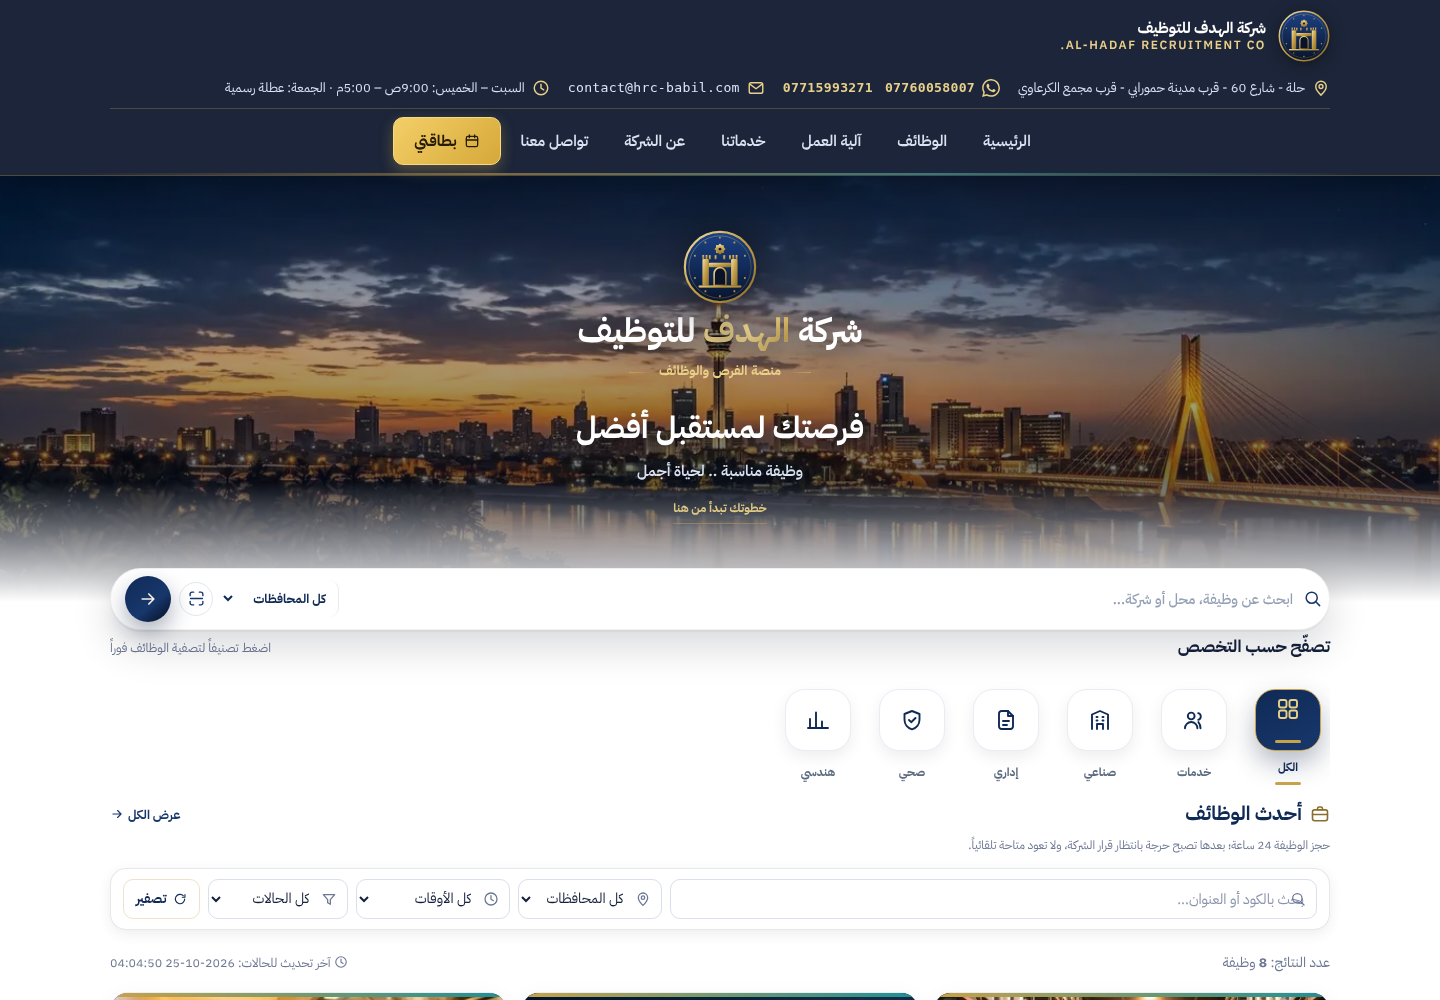 شركة الهدف للتوظيف
AL-HADAF RECRUITMENT CO.
حلة - شارع 60 - قرب مدينة حمورابي - قرب مجمع الكرعاوي
07760058007 07715993271
contact@hrc-babil.com
السبت – الخميس: 9:00ص – 5:00م · الجمعة: عطلة رسمية
الرئيسية
الوظائف
آلية العمل
خدماتنا
عن الشركة
تواصل معنا
بطاقتي
شركة الهدف للتوظيف
منصة الفرص والوظائف
فرصتك لمستقبل أفضل
وظيفة مناسبة .. لحياة أجمل
خطوتك تبدأ من هنا
ابحث عن وظيفة، محل أو شركة...
كل المحافظات
تصفّح حسب التخصص
اضغط تصنيفاً لتصفية الوظائف فوراً
الكل
خدمات
صناعي
إداري
صحي
هندسي
أحدث الوظائف
عرض الكل
حجز الوظيفة 24 ساعة؛ بعدها تصبح حرجة بانتظار قرار الشركة، ولا تعود متاحة تلقائياً.
بحث بالكود أو العنوان...
كل المحافظات
كل الأوقات
كل الحالات
تصفير
عدد النتائج: 8 وظيفة
آخر تحديث للحالات: 2026-10-25 04:04:50